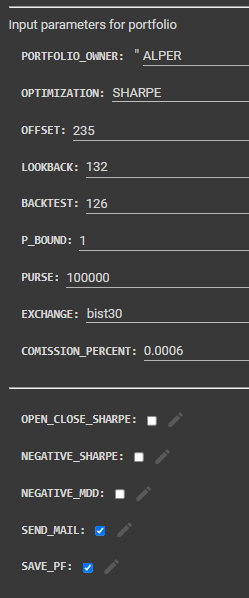 Input parameters for portfolio
PORTFOLIO_OWNER: " ALPER
OPTIMIZATION: SHARPE
OFFSET: 235
LOOKBACK: 132
BACKTEST: 126
P_BOUND: 1
PURSE: 100000
EXCHANGE: bist30
COMISSION_PERCENT: 0.0006
OPEN_CLOSE_SHARPE:
NEGATIVE_SHARPE:
NEGATIVE_MDD:
SEND_MAIL:
SAVE_PF: